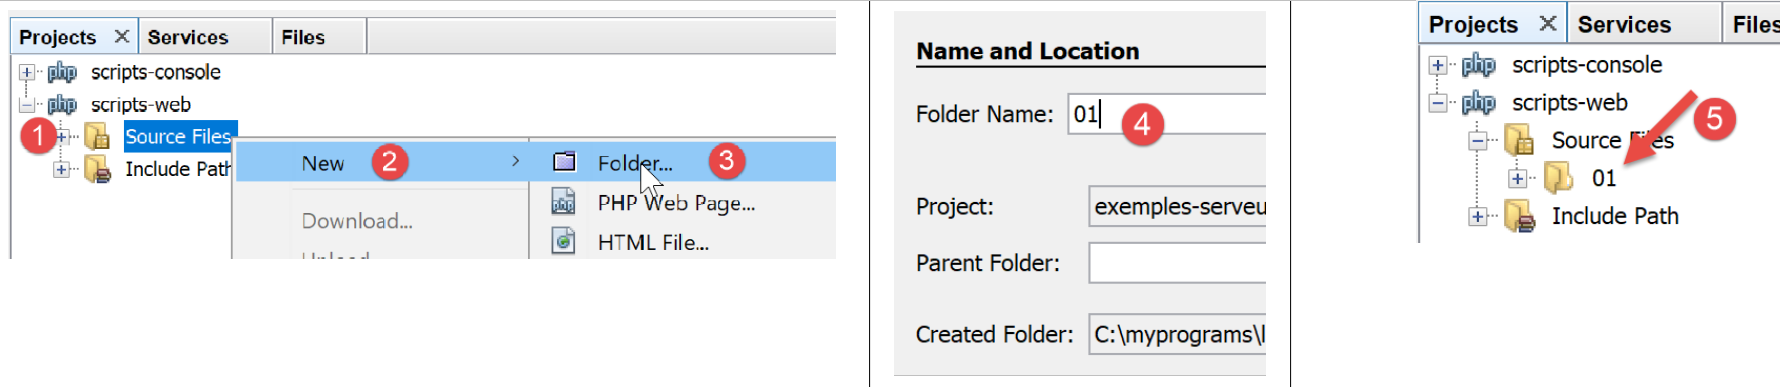 Projects Services Files
php scripts-console
php scripts-web
1 Source Files
Include Path
New 2 Folder... 3
php PHP Web Page...
Download...
HTML File...
Name and Location
Folder Name: 01 4
Project: exemples-serveu
Parent Folder:
Created Folder: C:\myprograms\l
Projects Services Files
php scripts-console
php scripts-web
5
Source Files
01
Include Path